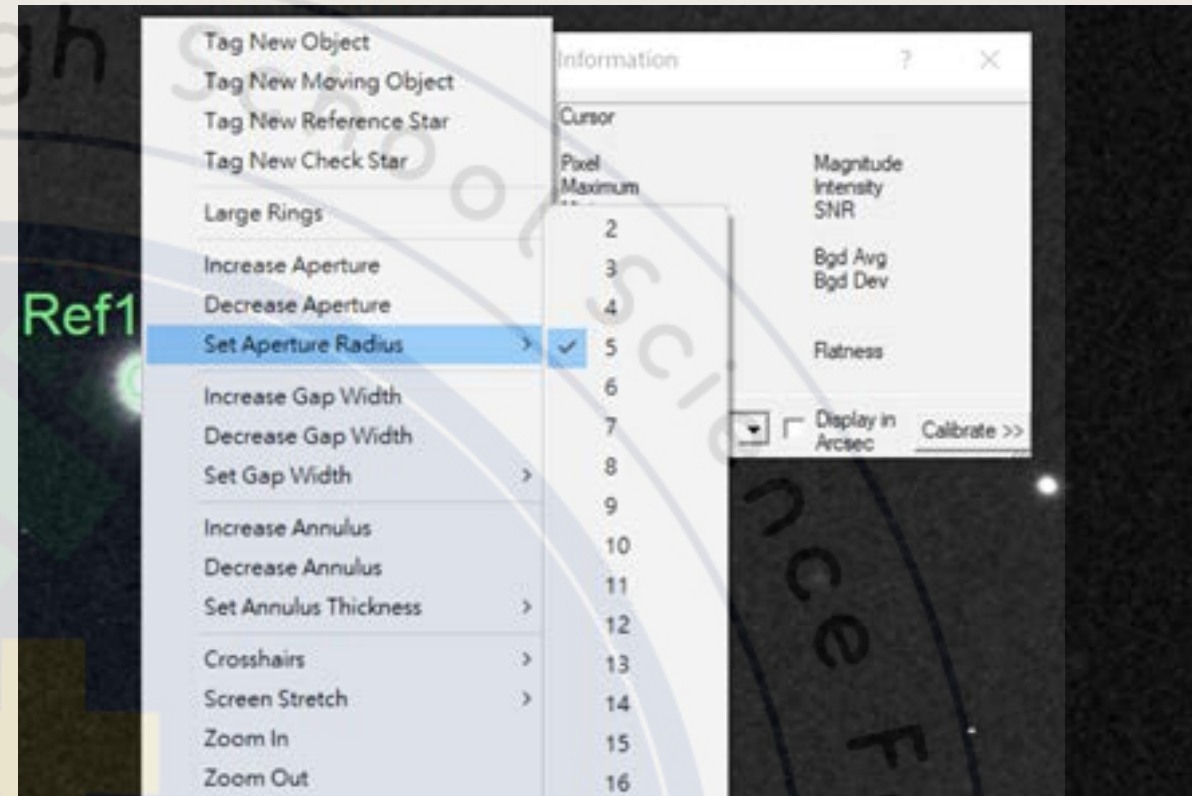 Tag New Object
Tag New Moving Object
Tag New Reference Star
Tag New Check Star
Large Rings
Increase Aperture
Decrease Aperture
Set Aperture Radius
Increase Gap Width
Decrease Gap Width
Set Gap Width
Increase Annulus
Decrease Annulus
Set Annulus Thickness
Crosshairs
Screen Stretch
Zoom In
Zoom Out
2
3
4
5
6
7
8
9
10
11
12
13
14
15
16
Information
Cursor
Pixel
Maximum
Magnitude
Intensity
SNR
Bgd Avg
Bgd Dev
Flatness
Display in
Arcsec
Calibrate >>
Ref1
gh School Science F